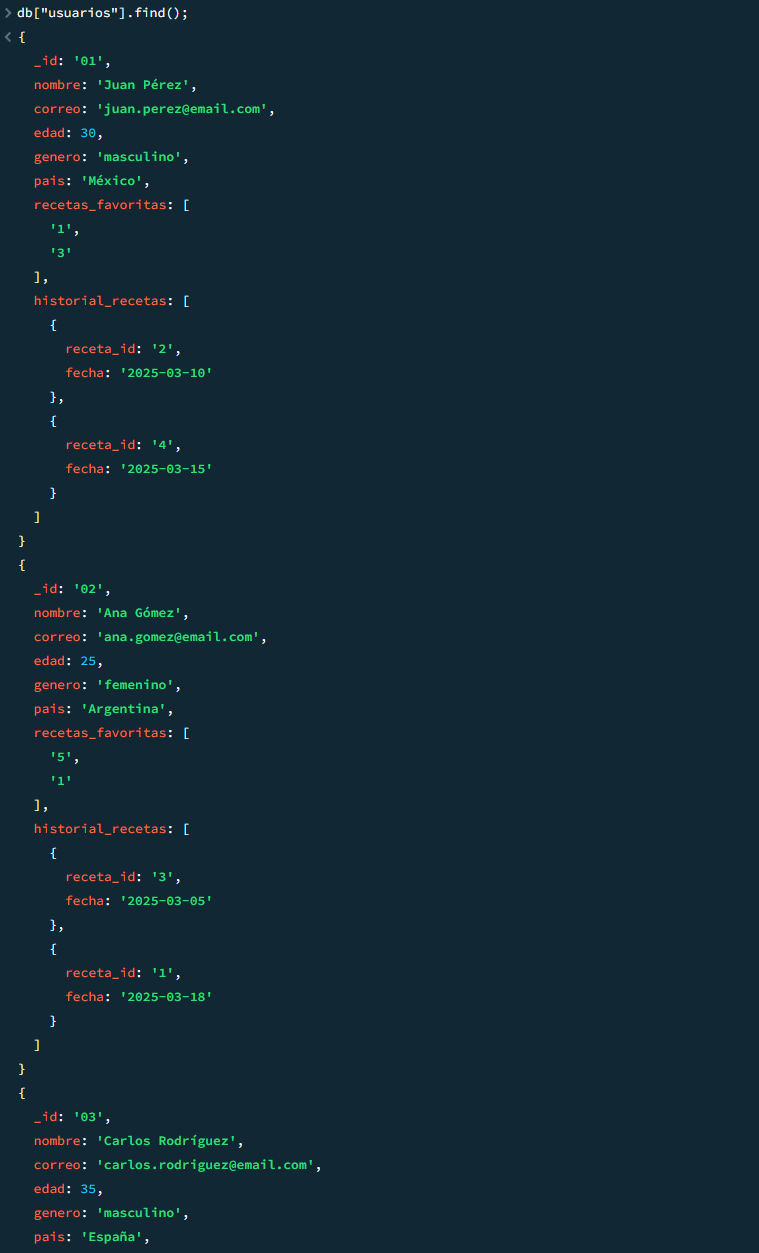 > db["usuarios"].find();
< {
_id: '01',
nombre: 'Juan Pérez',
correo: 'juan.perez@email.com',
edad: 30,
genero: 'masculino',
pais: 'México',
recetas_favoritas: [
'1',
'3'
],
historial_recetas: [
{
receta_id: '2',
fecha: '2025-03-10'
},
{
receta_id: '4',
fecha: '2025-03-15'
}
]
}
{
_id: '02',
nombre: 'Ana Gómez',
correo: 'ana.gomez@email.com',
edad: 25,
genero: 'femenino',
pais: 'Argentina',
recetas_favoritas: [
'5',
'1'
],
historial_recetas: [
{
receta_id: '3',
fecha: '2025-03-05'
},
{
receta_id: '1',
fecha: '2025-03-18'
}
]
}
{
_id: '03',
nombre: 'Carlos Rodríguez',
correo: 'carlos.rodriguez@email.com',
edad: 35,
genero: 'masculino',
pais: 'España',